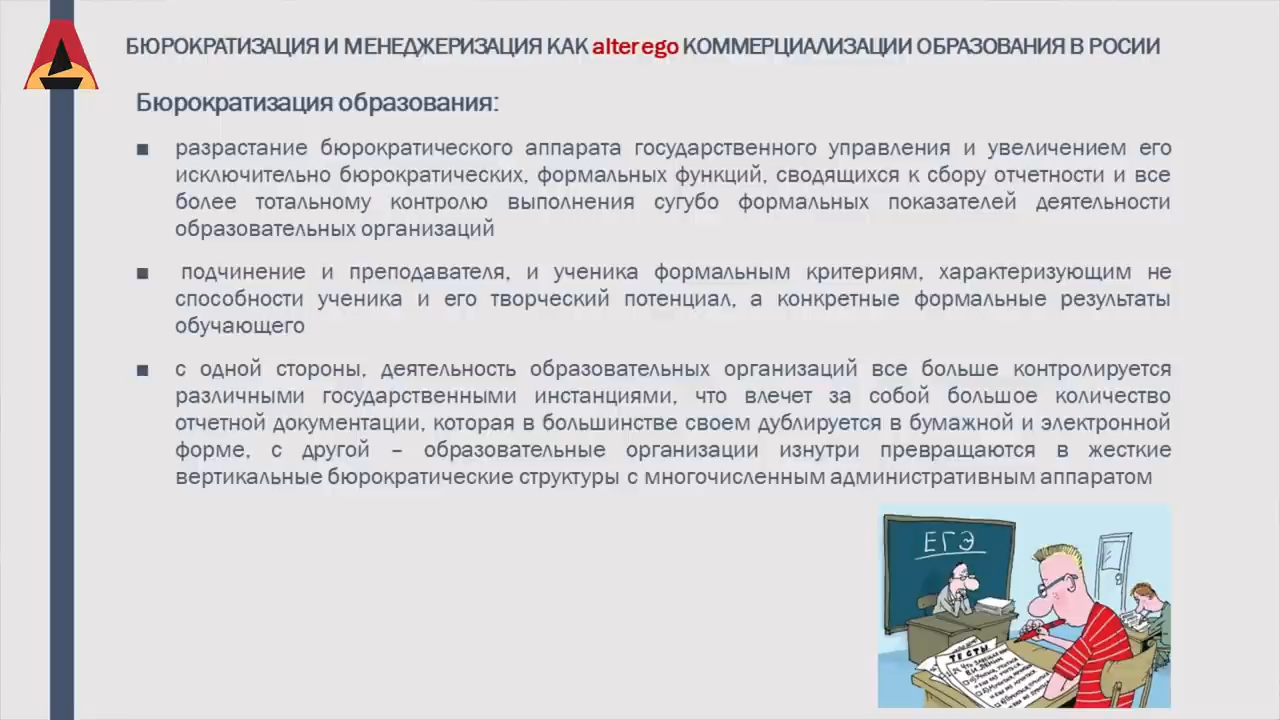 БЮРОКРАТИЗАЦИЯ И МЕНЕДЖЕРИЗАЦИЯ КАК alter ego КОММЕРЦИАЛИЗАЦИИ ОБРАЗОВАНИЯ В РОСИИ
Бюрократизация образования:
■ разрастание бюрократического аппарата государственного управления и увеличением его
исключительно бюрократических, формальных функций, сводящихся к сбору отчетности и все
более тотальному контролю выполнения сугубо формальных показателей деятельности
образовательных организаций
■ подчинение и преподавателя, и ученика формальным критериям, характеризующим не
способности ученика и его творческий потенциал, а конкретные формальные результаты
обучающего
■ с одной стороны, деятельность образовательных организаций все больше контролируется
различными государственными инстанциями, что влечет за собой большое количество
отчетной документации, которая в большинстве своем дублируется в бумажной и электронной
форме, с другой – образовательные организации изнутри превращаются в жесткие
вертикальные бюрократические структуры с многочисленным административным аппаратом
ЕГЭ
ТЕСТЫ